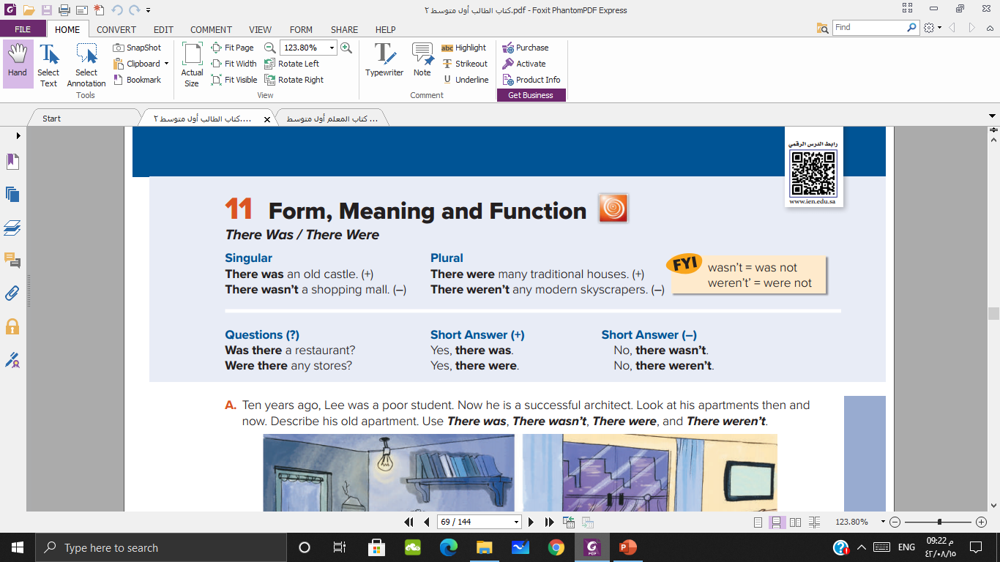 كتاب الطالب أول متوسط ٢.pdf - Foxit PhantomPDF Express
FILE
HOME
CONVERT
EDIT
COMMENT
VIEW
FORM
SHARE
HELP
Find
Hand
Select Text
Select Annotation
SnapShot
Clipboard
Bookmark
Tools
Actual Size
Fit Page
Fit Width
Fit Visible
123.80%
Rotate Left
Rotate Right
View
Typewriter
Note
Highlight
Strikeout
Underline
Comment
Purchase
Activate
Product Info
Get Business
Start
كتاب الطالب أول متوسط ٢....
كتاب المعلم أول متوسط ...
رابط الدرس الرقمي
www.ien.edu.sa
11 Form, Meaning and Function
There Was / There Were
Singular
There was an old castle. (+)
There wasn't a shopping mall. (–)
Plural
There were many traditional houses. (+)
There weren't any modern skyscrapers. (–)
FYI
wasn't = was not
weren't' = were not
Questions (?)
Was there a restaurant?
Were there any stores?
Short Answer (+)
Yes, there was.
Yes, there were.
Short Answer (–)
No, there wasn't.
No, there weren't.
A. Ten years ago, Lee was a poor student. Now he is a successful architect. Look at his apartments then and
now. Describe his old apartment. Use There was, There wasn't, There were, and There weren't.
69 / 144
123.80%
Type here to search
ENG
09:22 م
٤٢/٠٨/١٥